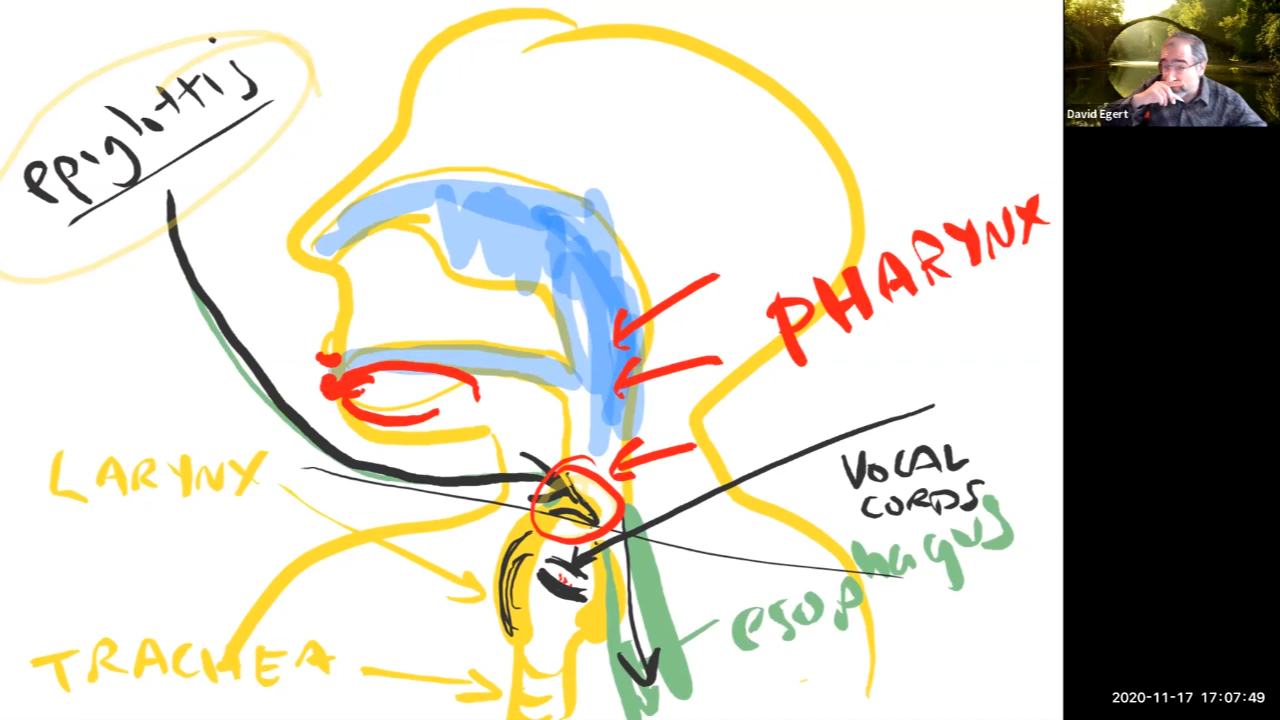 epiglottis
David Egert
PHARYNX
LARYNX
VOCAL
CORDS
esophagus
TRACHEA
2020-11-17 17:07:49